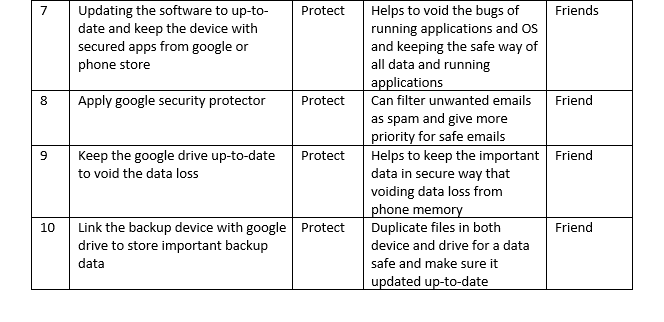 7 Updating the software to up-to- Protect Helps to void the bugs of Friends
date and keep the device with running applications and OS
secured apps from google or and keeping the safe way of
phone store all data and running
applications
8 Apply google security protector Protect Can filter unwanted emails Friend
as spam and give more
priority for safe emails
9 Keep the google drive up-to-date Protect Helps to keep the important Friend
to void the data loss data in secure way that
voiding data loss from
phone memory
10 Link the backup device with google Protect Duplicate files in both Friend
drive to store important backup device and drive for a data
data safe and make sure it
updated up-to-date